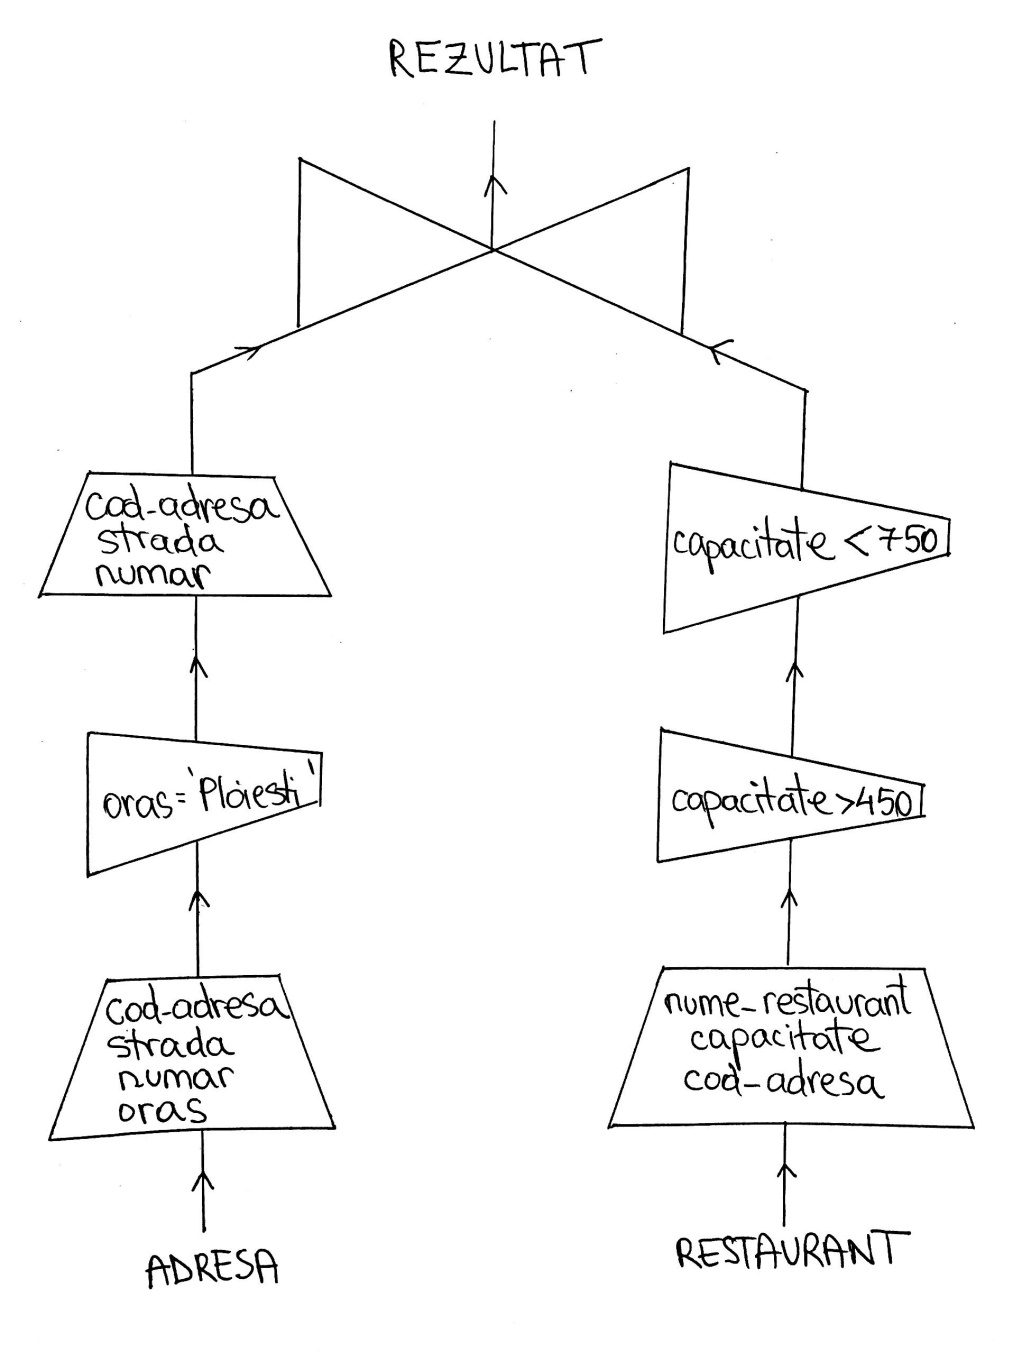 REZULTAT
cod-adresa
strada
numar
capacitate < 750
oras='Ploiesti'
capacitate>450
cod-adresa
strada
numar
oras
nume-restaurant
capacitate
cod-adresa
ADRESA
RESTAURANT